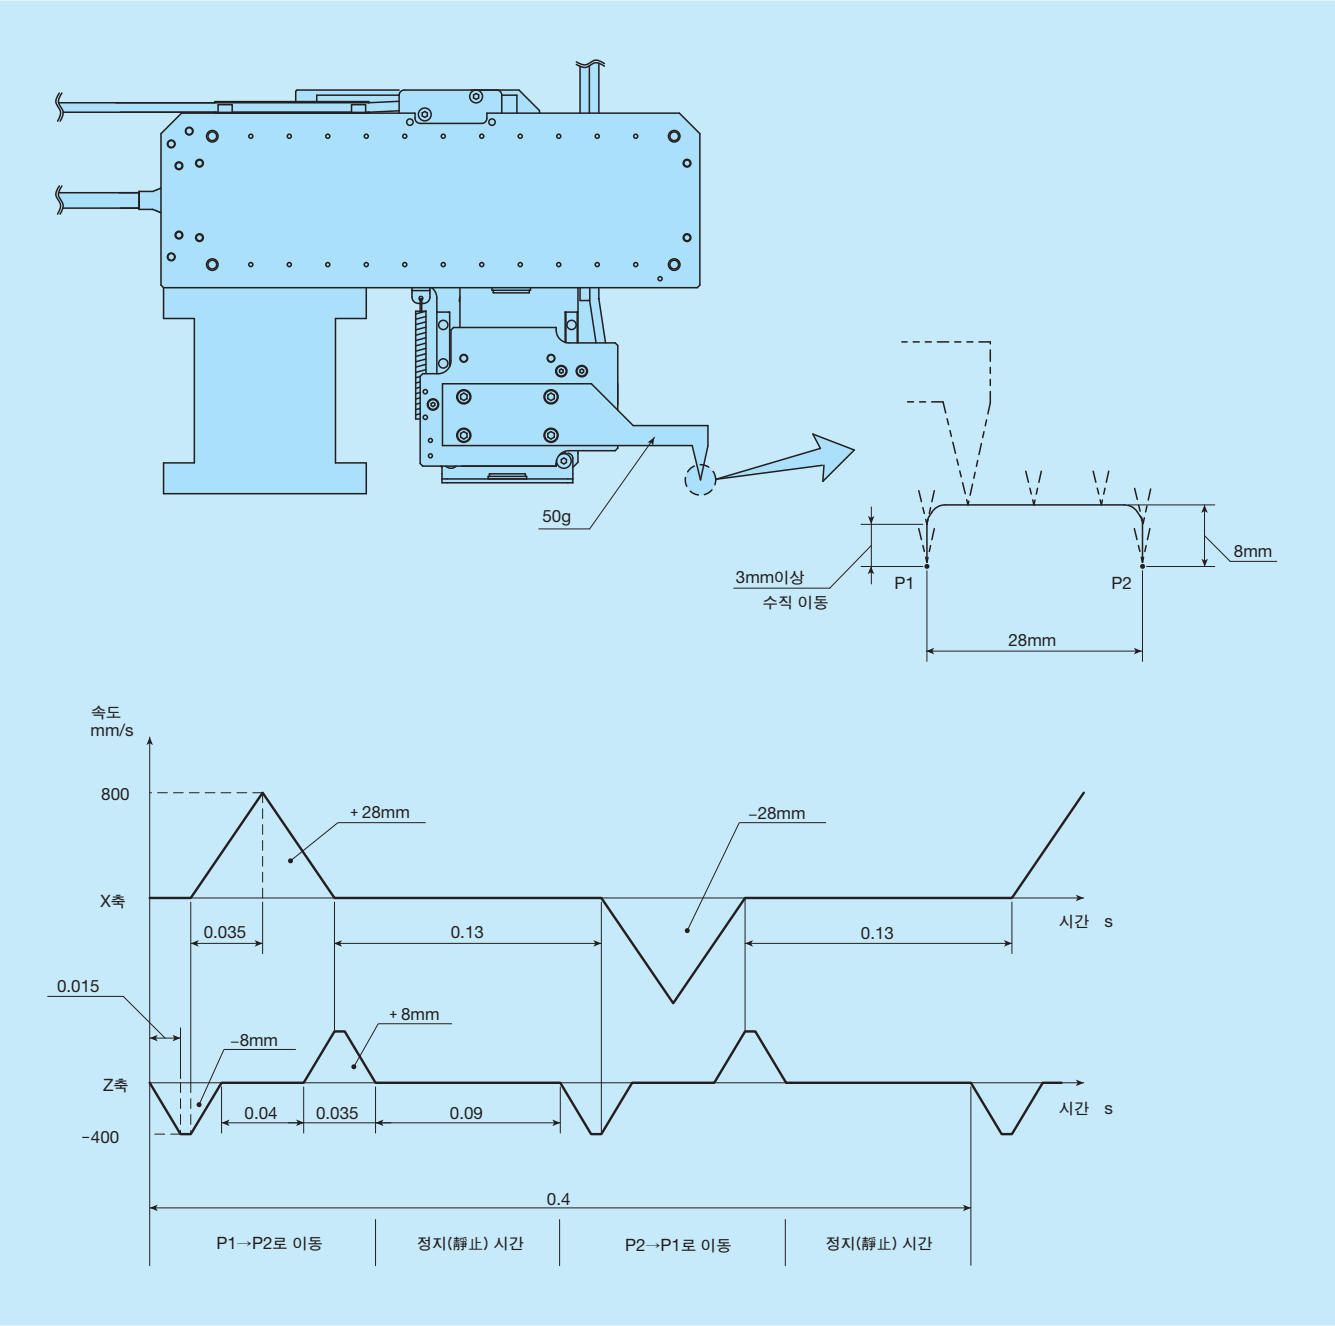 50g
3mm이상
수직 이동
P1
P2
8mm
28mm
속도
mm/s
800
+28mm
−28mm
X축
시간 s
0.035
0.13
0.13
0.015
−8mm
+8mm
Z축
시간 s
0.04
0.035
0.09
−400
0.4
P1→P2로 이동
정지(靜止) 시간
P2→P1로 이동
정지(靜止) 시간